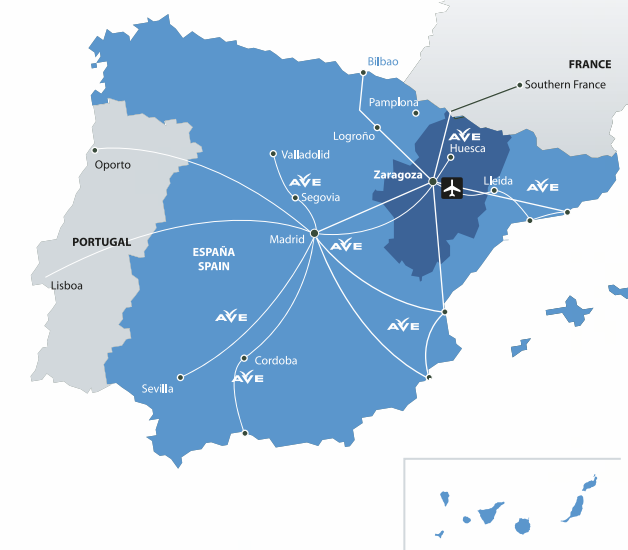 FRANCE
Bilbao
Southern France
Pamplona
Logroño
AVE
Huesca
Valladolid
Oporto
Zaragoza
AVE
Lleida
AVE
Segovia
Madrid
AVE
PORTUGAL
ESPAÑA
SPAIN
Lisboa
AVE
AVE
Cordoba
AVE
Sevilla